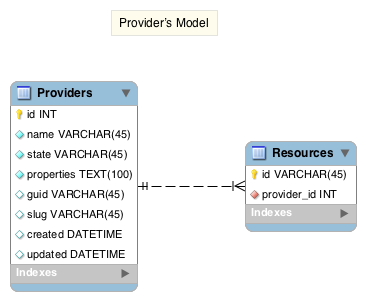 Provider's Model
Providers
id INT
name VARCHAR(45)
state VARCHAR(45)
properties TEXT(100)
guid VARCHAR(45)
slug VARCHAR(45)
created DATETIME
updated DATETIME
Indexes
Resources
id VARCHAR(45)
provider_id INT
Indexes